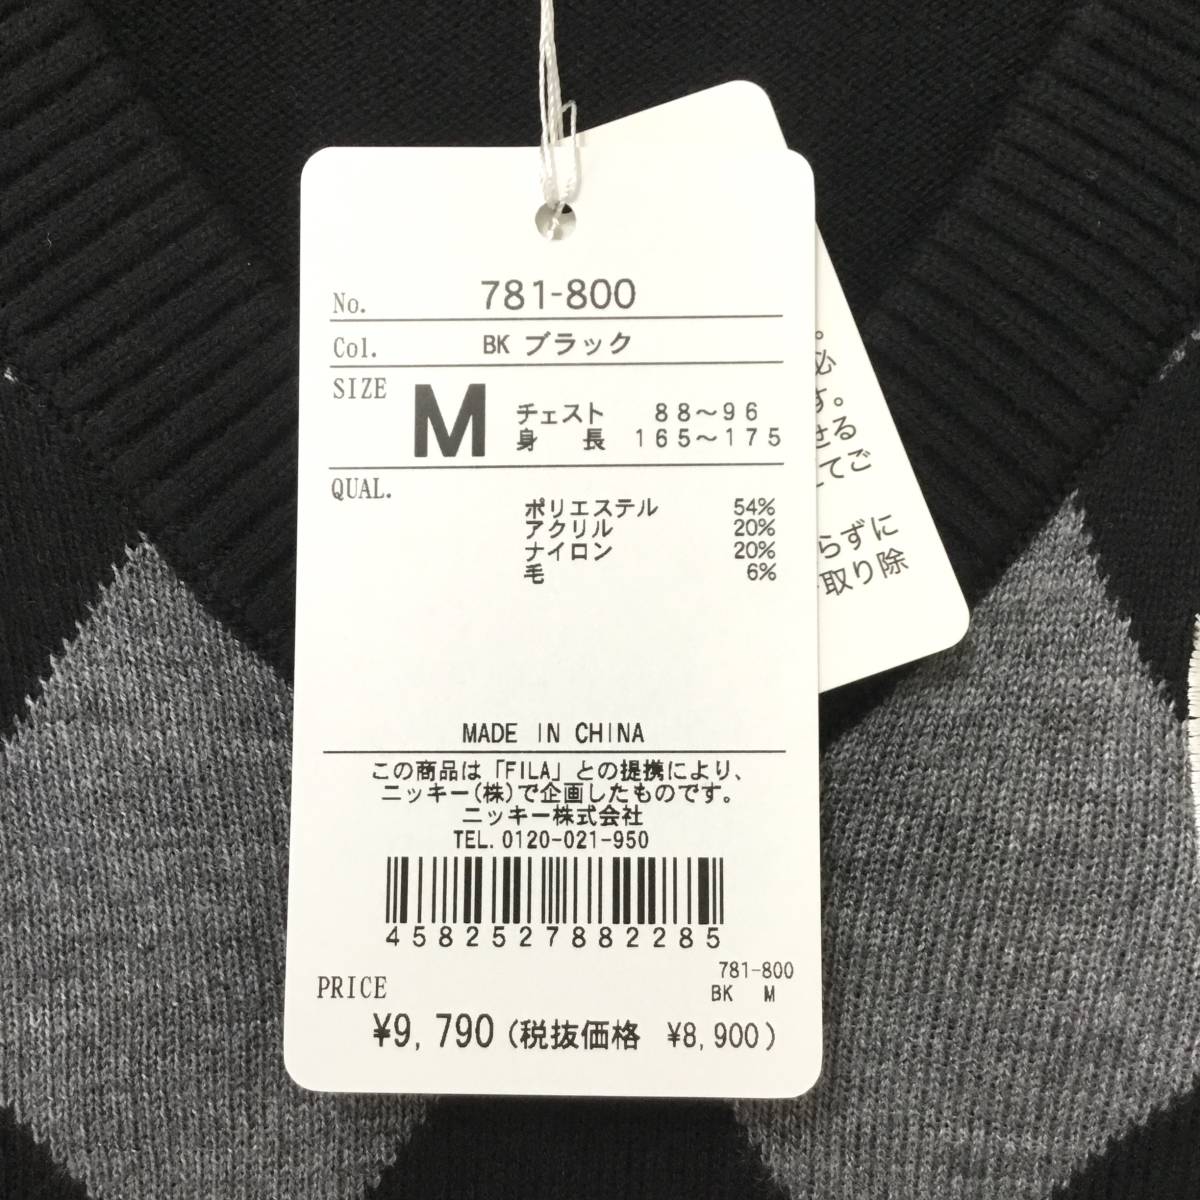 No. 781-800
Col. BK ブラック
SIZE M チェスト 88～96
身長 165～175
QUAL.
ポリエステル 54%
アクリル 20%
ナイロン 20%
毛 6%
MADE IN CHINA
この商品は「FILA」との提携により、
ニッキー(株)で企画したものです。
ニッキー株式会社
TEL. 0120-021-950
4582527882285
781-800
BK M
PRICE
¥9,790 (税抜価格 ¥8,900)
。
必
す。
せる
てご
らずに
取り除